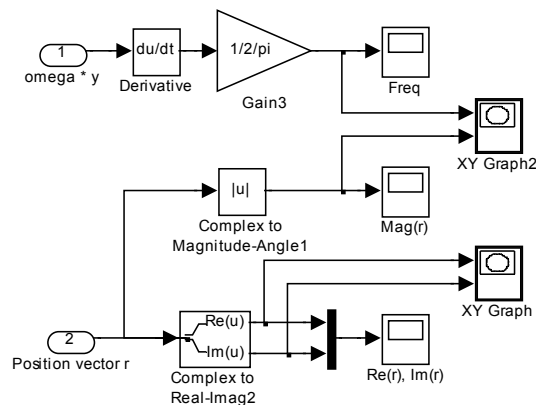 1
omega * y
du/dt
Derivative
1/2/pi
Gain3
Freq
XY Graph2
|u|
Complex to
Magnitude-Angle1
Mag(r)
XY Graph
2
Position vector r
Re(u)
Im(u)
Complex to
Real-Imag2
Re(r), Im(r)